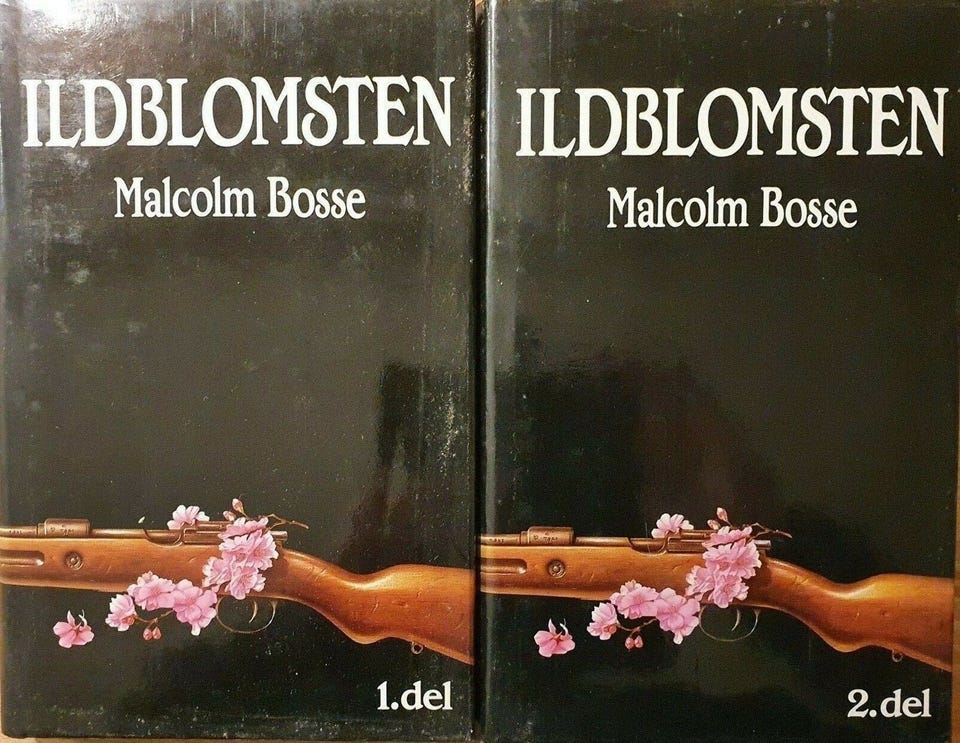 ILDBLOMSTEN
Malcolm Bosse
1.del
ILDBLOMSTEN
Malcolm Bosse
2.del